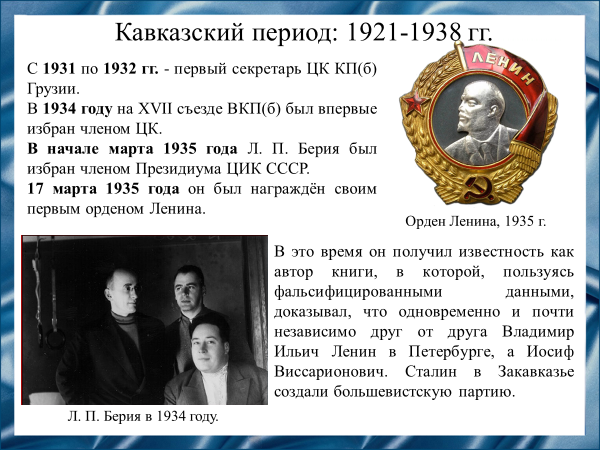 Кавказский период: 1921-1938 гг.
С 1931 по 1932 гг. - первый секретарь ЦК КП(б)
Грузии.
В 1934 году на XVII съезде ВКП(б) был впервые
избран членом ЦК.
В начале марта 1935 года Л. П. Берия был
избран членом Президиума ЦИК СССР.
17 марта 1935 года он был награждён своим
первым орденом Ленина.
ЛЕНИН
Орден Ленина, 1935 г.
В это время он получил известность как
автор книги, в которой, пользуясь
фальсифицированными данными,
доказывал, что одновременно и почти
независимо друг от друга Владимир
Ильич Ленин в Петербурге, а Иосиф
Виссарионович. Сталин в Закавказье
создали большевистскую партию.
Л. П. Берия в 1934 году.